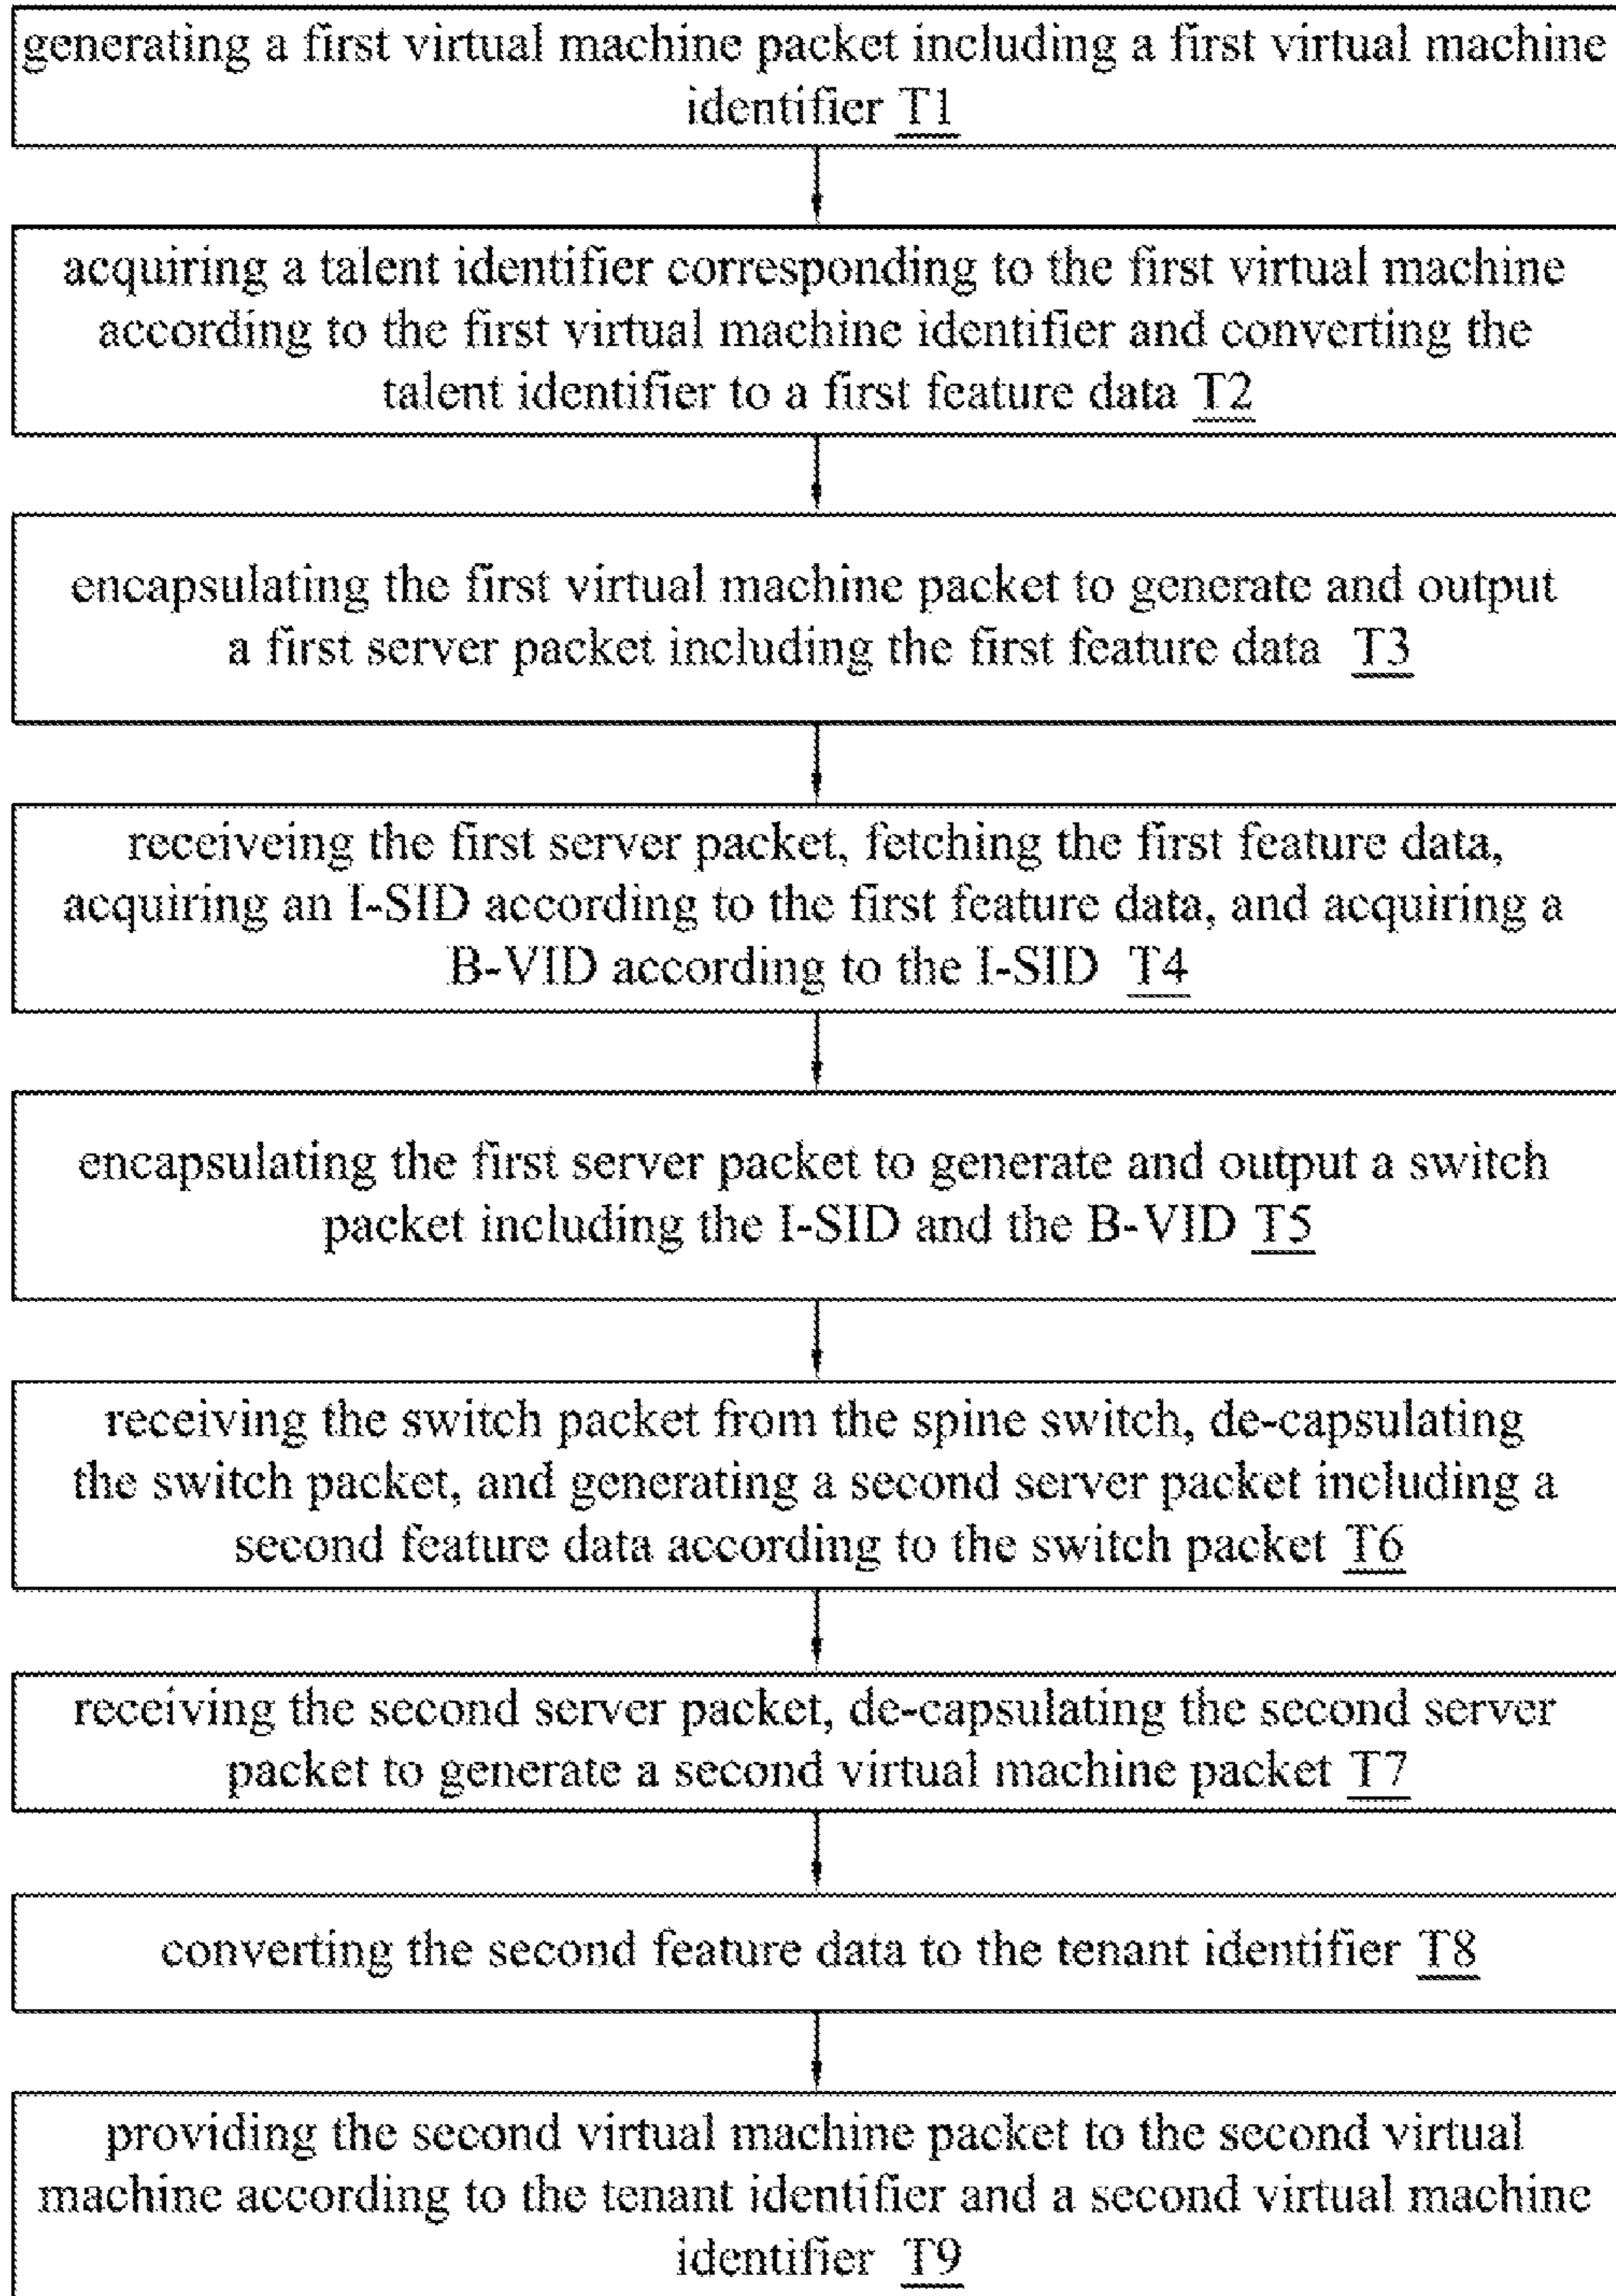 generating a first virtual machine packet including a first virtual machine
identifier T1
acquiring a talent identifier corresponding to the first virtual machine
according to the first virtual machine identifier and converting the
talent identifier to a first feature data T2
encapsulating the first virtual machine packet to generate and output
a first server packet including the first feature data T3
receiveing the first server packet, fetching the first feature data,
acquiring an I-SID according to the first feature data, and acquiring a
B-VID according to the I-SID T4
encapsulating the first server packet to generate and output a switch
packet including the I-SID and the B-VID T5
receiving the switch packet from the spine switch, de-capsulating
the switch packet, and generating a second server packet including a
second feature data according to the switch packet T6
receiving the second server packet, de-capsulating the second server
packet to generate a second virtual machine packet T7
converting the second feature data to the tenant identifier T8
providing the second virtual machine packet to the second virtual
machine according to the tenant identifier and a second virtual machine
identifier T9